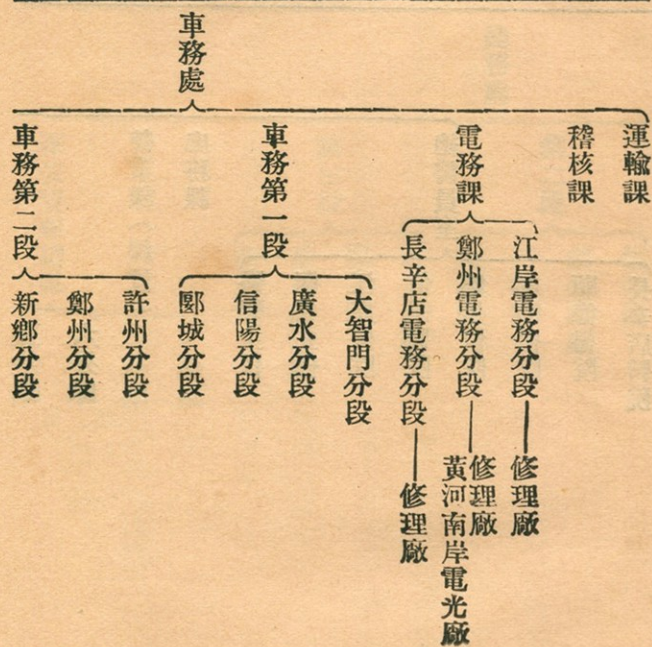 車務處
運輸課
稽核課
電務課
江岸電務分段
修理廠
鄭州電務分段
修理廠
黃河南岸電光廠
長辛店電務分段
修理廠
車務第一段
大智門分段
廣水分段
信陽分段
郾城分段
車務第二段
許州分段
鄭州分段
新鄉分段